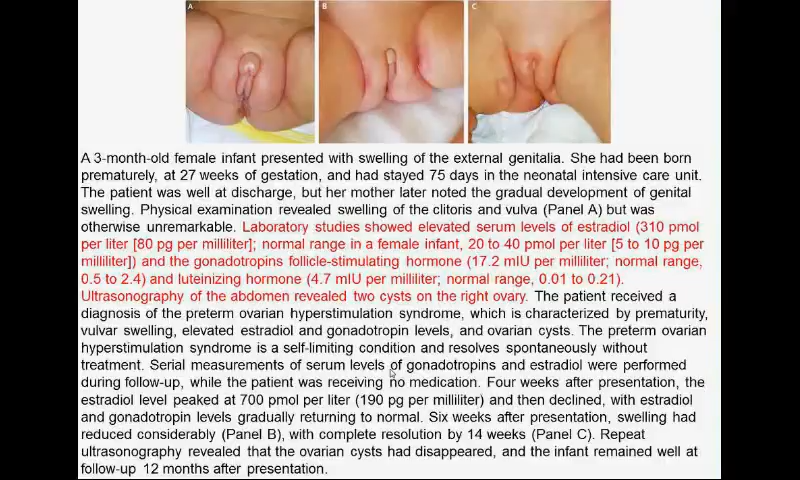 A B C
A 3-month-old female infant presented with swelling of the external genitalia. She had been born
prematurely, at 27 weeks of gestation, and had stayed 75 days in the neonatal intensive care unit.
The patient was well at discharge, but her mother later noted the gradual development of genital
swelling. Physical examination revealed swelling of the clitoris and vulva (Panel A) but was
otherwise unremarkable. Laboratory studies showed elevated serum levels of estradiol (310 pmol
per liter [80 pg per milliliter]; normal range in a female infant, 20 to 40 pmol per liter [5 to 10 pg per
milliliter]) and the gonadotropins follicle-stimulating hormone (17.2 mIU per milliliter; normal range,
0.5 to 2.4) and luteinizing hormone (4.7 mIU per milliliter; normal range, 0.01 to 0.21).
Ultrasonography of the abdomen revealed two cysts on the right ovary. The patient received a
diagnosis of the preterm ovarian hyperstimulation syndrome, which is characterized by prematurity,
vulvar swelling, elevated estradiol and gonadotropin levels, and ovarian cysts. The preterm ovarian
hyperstimulation syndrome is a self-limiting condition and resolves spontaneously without
treatment. Serial measurements of serum levels of gonadotropins and estradiol were performed
during follow-up, while the patient was receiving no medication. Four weeks after presentation, the
estradiol level peaked at 700 pmol per liter (190 pg per milliliter) and then declined, with estradiol
and gonadotropin levels gradually returning to normal. Six weeks after presentation, swelling had
reduced considerably (Panel B), with complete resolution by 14 weeks (Panel C). Repeat
ultrasonography revealed that the ovarian cysts had disappeared, and the infant remained well at
follow-up 12 months after presentation.